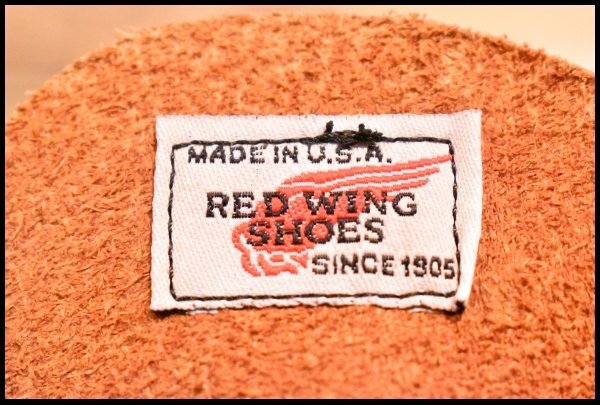 MADE IN U.S.A.
RED WING
SHOES
SINCE 1905